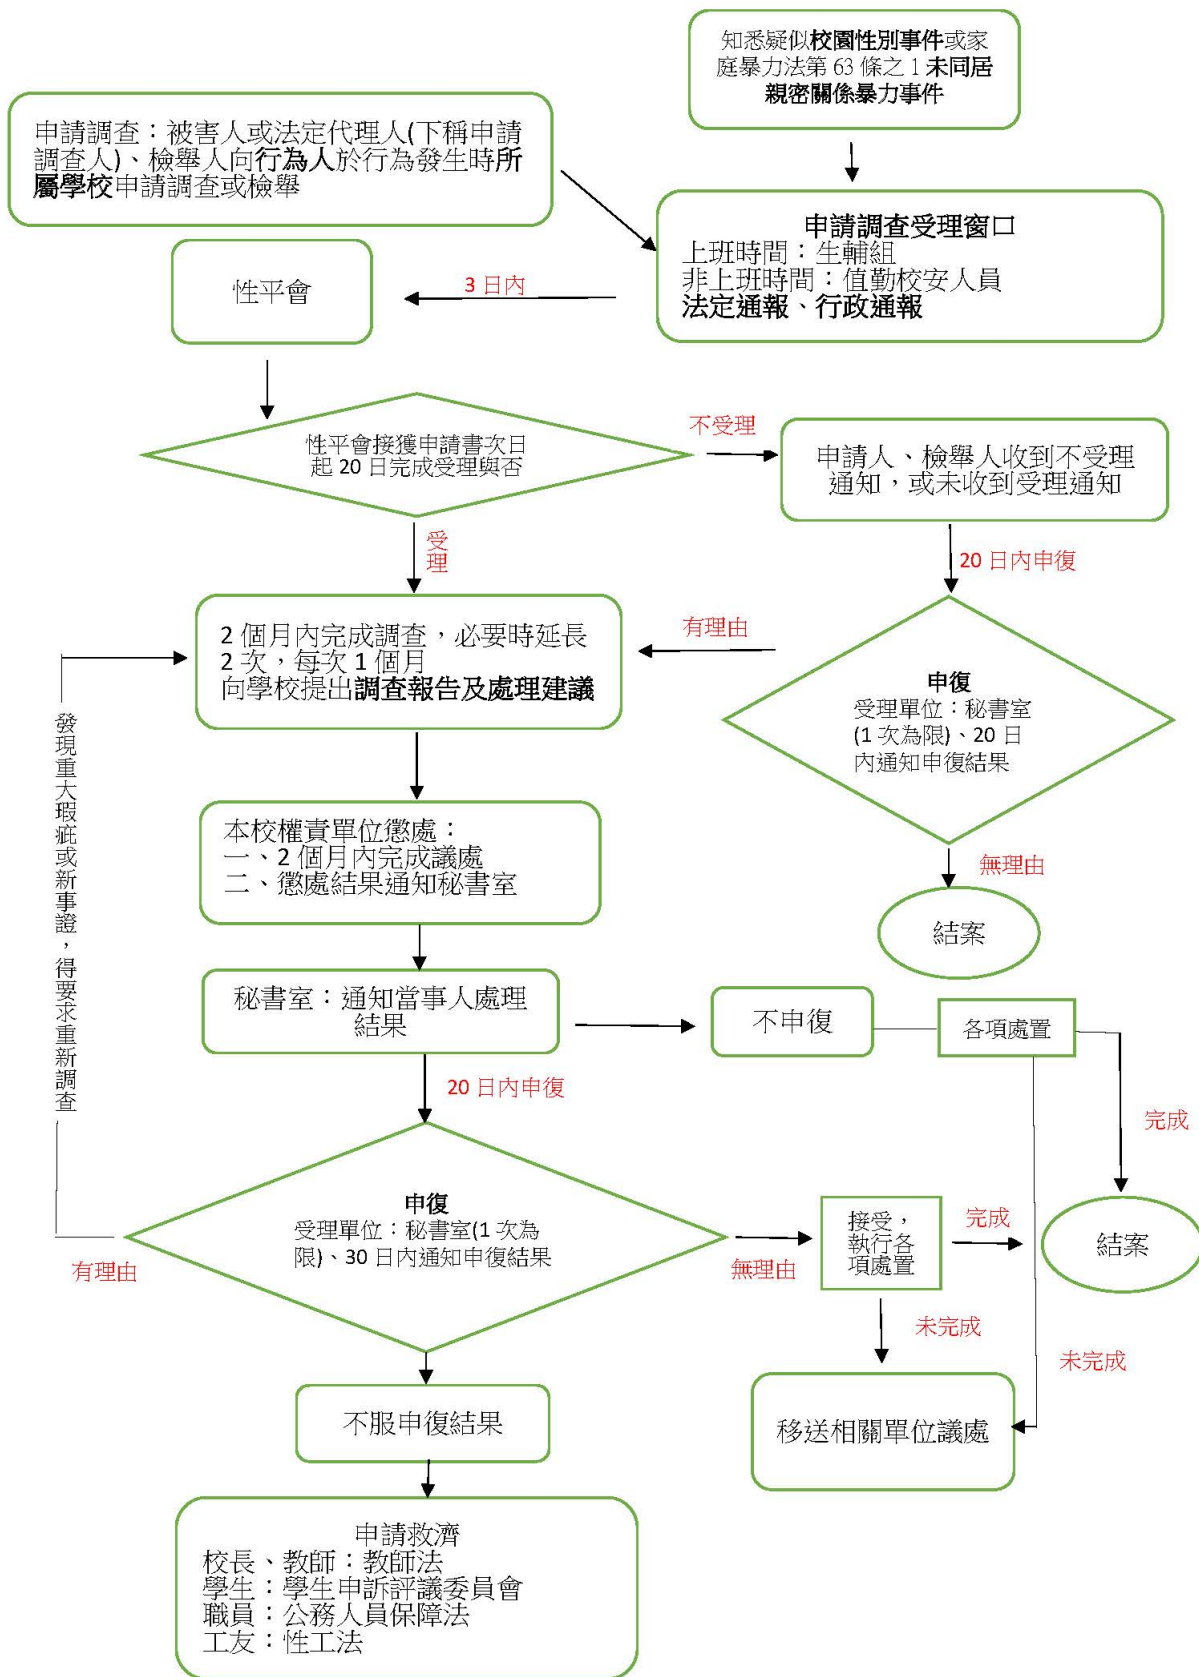 知悉疑似校園性別事件或家
庭暴力法第 63 條之 1 未同居
親密關係暴力事件
申請調查：被害人或法定代理人(下稱申請
調查人)、檢舉人向行為人於行為發生時所
屬學校申請調查或檢舉
申請調查受理窗口
上班時間：生輔組
非上班時間：值勤校安人員
法定通報、行政通報
3 日內
性平會
性平會接獲申請書次日
起 20 日完成受理與否
不受理
申請人、檢舉人收到不受理
通知，或未收到受理通知
受
理
20 日內申復
2 個月內完成調查，必要時延長
2 次，每次 1 個月
向學校提出調查報告及處理建議
有理由
申復
受理單位：秘書室
(1 次為限)、20 日
內通知申復結果
發現重大瑕疵或新事證，得要求重新調查
本校權責單位懲處：
一、2 個月內完成議處
二、懲處結果通知秘書室
無理由
結案
秘書室：通知當事人處理
結果
不申復
各項處置
20 日內申復
完成
申復
受理單位：秘書室(1 次為
限)、30 日內通知申復結果
有理由
無理由
接受，
執行各
項處置
完成
結案
未完成
未完成
不服申復結果
移送相關單位議處
申請救濟
校長、教師：教師法
學生：學生申訴評議委員會
職員：公務人員保障法
工友：性工法